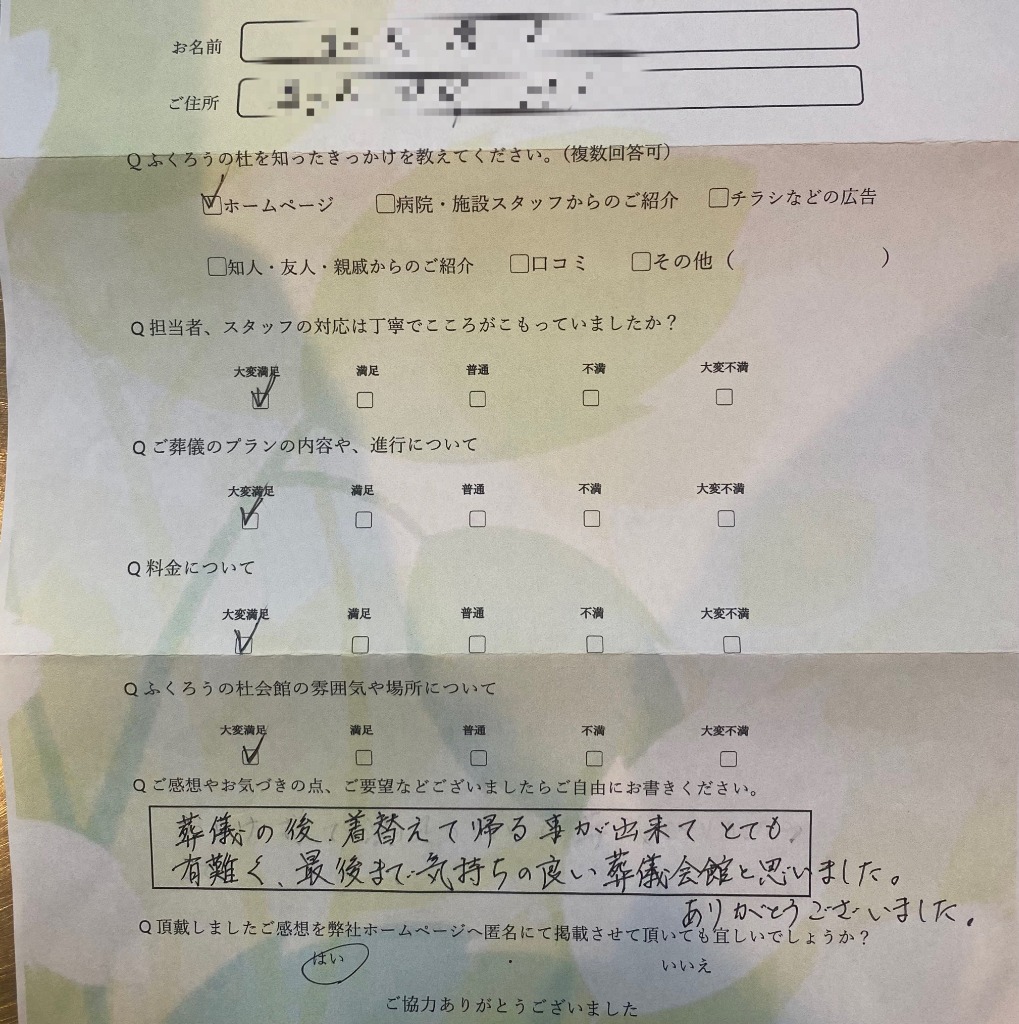 お名前
ご住所
Q ふくろうの杜を知ったきっかけを教えてください。（複数回答可）
ホームページ 病院・施設スタッフからのご紹介 チラシなどの広告
知人・友人・親戚からのご紹介 口コミ その他（ ）
Q 担当者、スタッフの対応は丁寧でこころがこもっていましたか？
大変満足 満足 普通 不満 大変不満
Q ご葬儀のプランの内容や、進行について
大変満足 満足 普通 不満 大変不満
Q 料金について
大変満足 満足 普通 不満 大変不満
Q ふくろうの杜会館の雰囲気や場所について
大変満足 満足 普通 不満 大変不満
Q ご感想やお気づきの点、ご要望などございましたらご自由にお書きください。
葬儀の後、着替えて帰る事が出来てとても
有難く、最後まで気持ちの良い葬儀会館と思いました。
ありがとうございました。
Q 頂戴しましたご感想を弊社ホームページへ匿名にて掲載させて頂いても宜しいでしょうか？
はい ・ いいえ
ご協力ありがとうございました